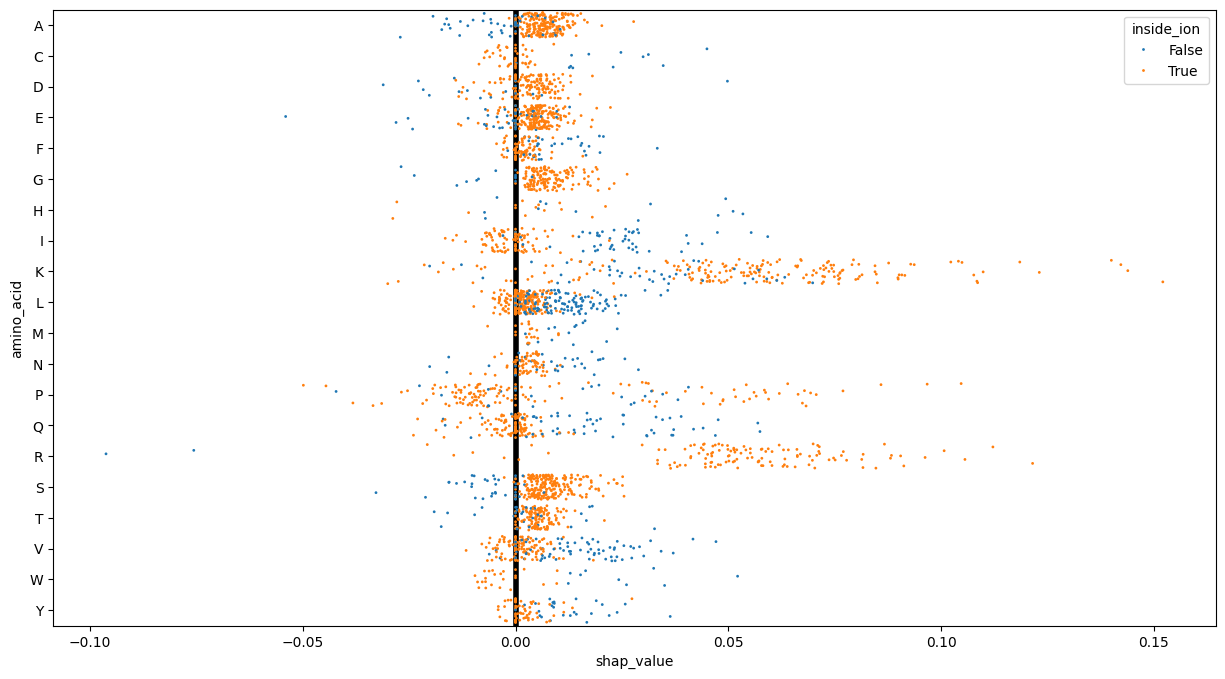 inside_ion
False
True
amino_acid
A
C
D
E
F
G
H
I
K
L
M
N
P
Q
R
S
T
V
W
Y
−0.10
−0.05
0.00
0.05
0.10
0.15
shap_value